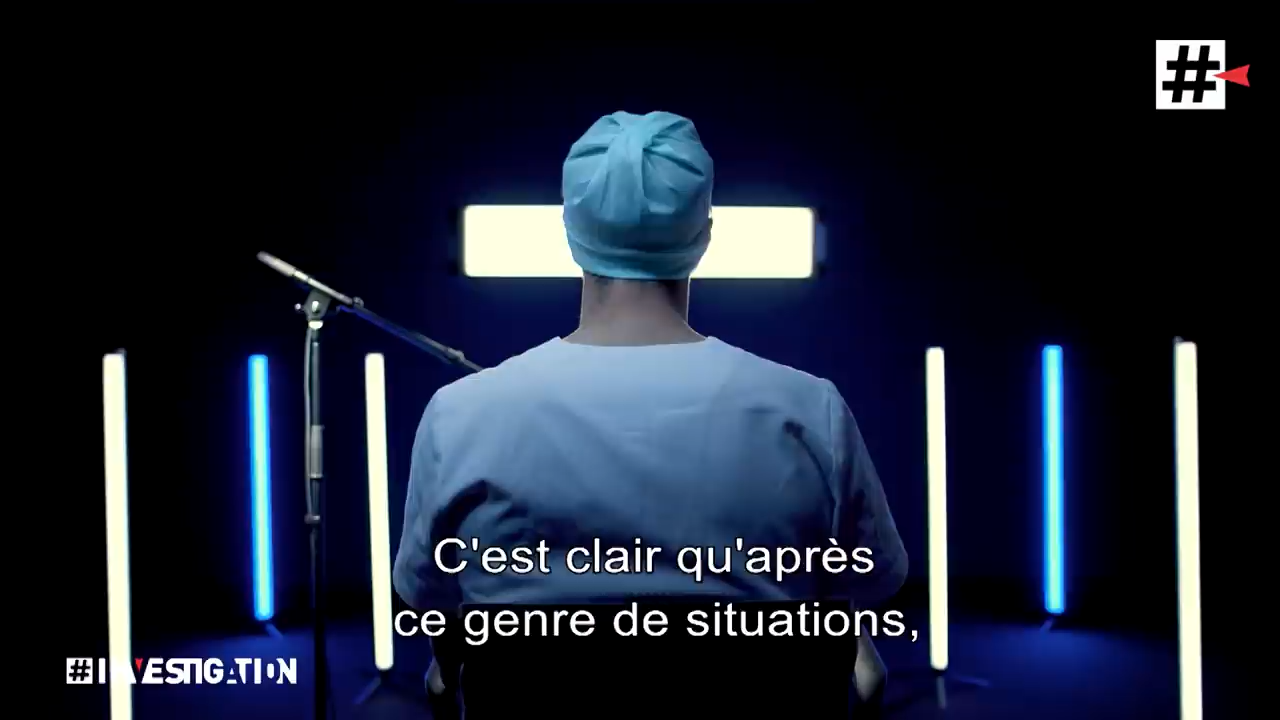 #
C'est clair qu'après
ce genre de situations,
#INVESTIGATION